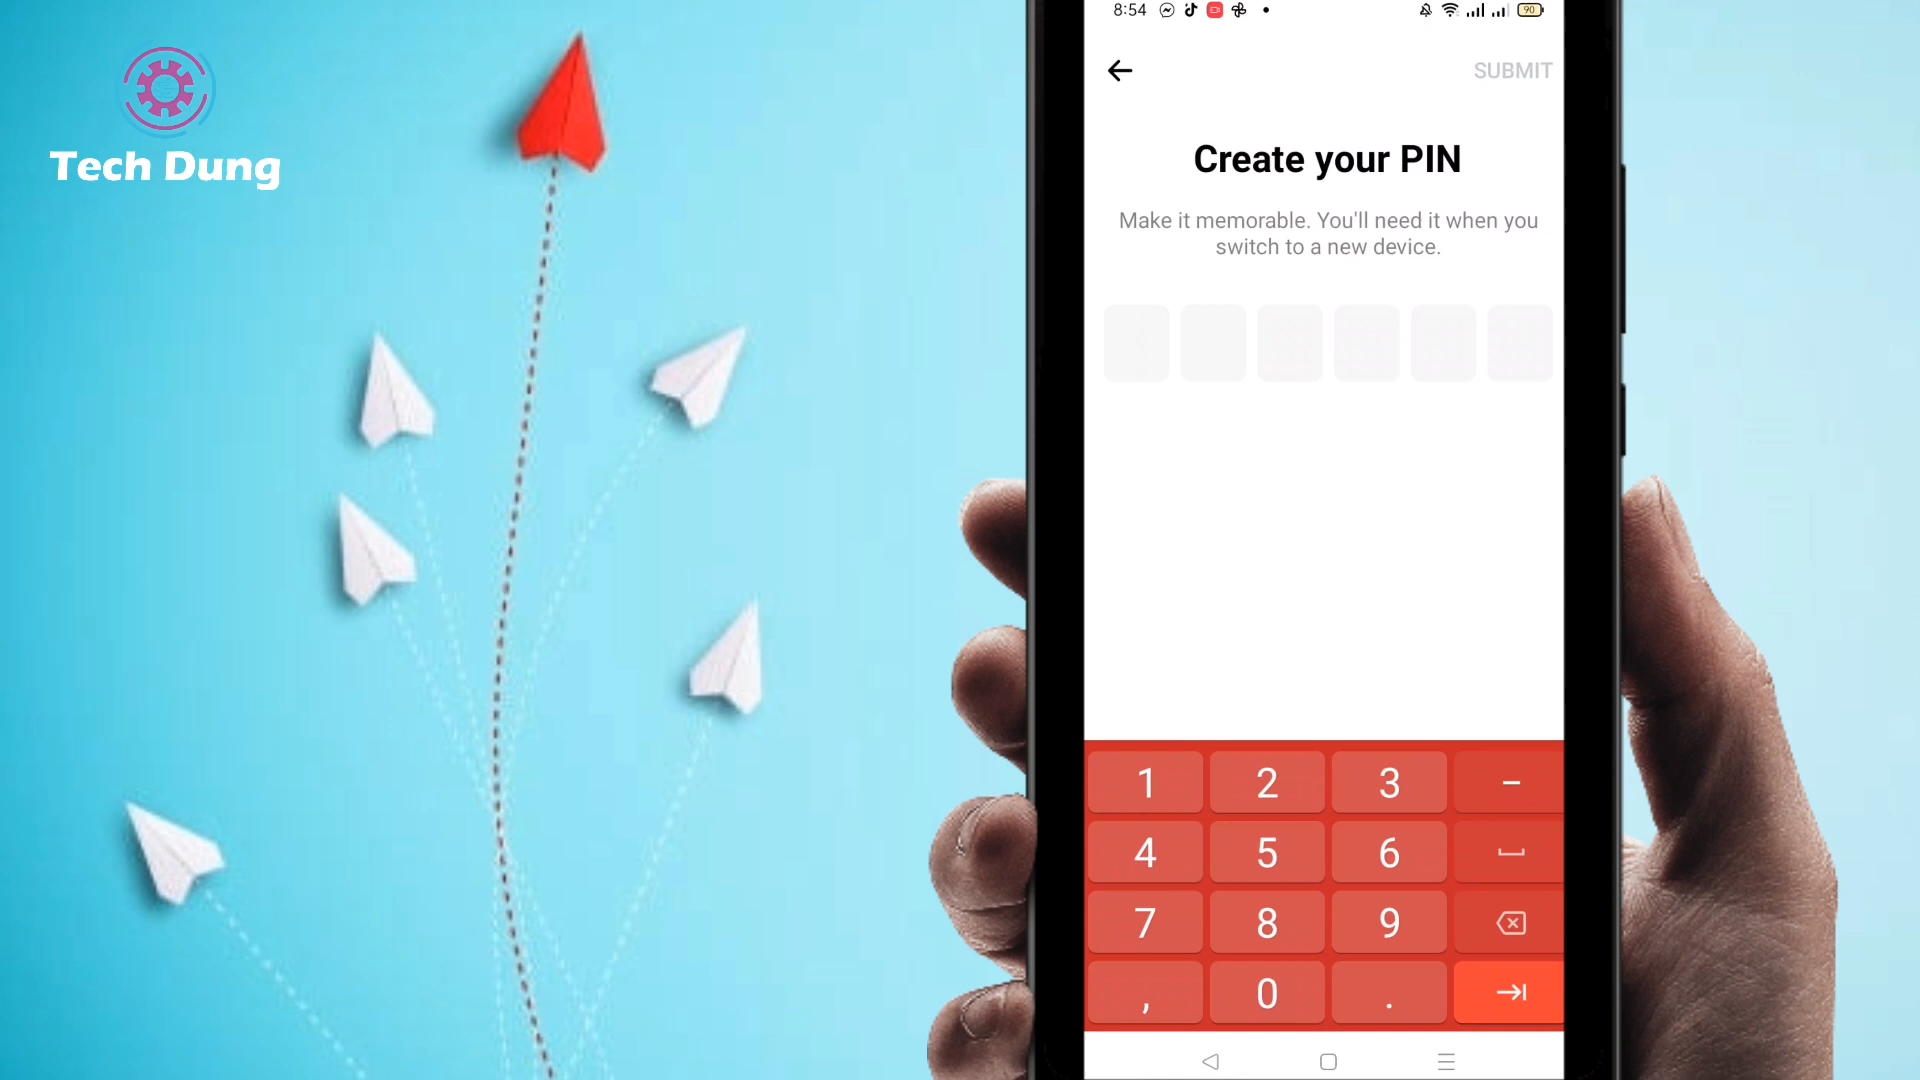 Tech Dung
8:54
90
SUBMIT
Create your PIN
Make it memorable. You'll need it when you
switch to a new device.
1 2 3 –
4 5 6
7 8 9
, 0 .